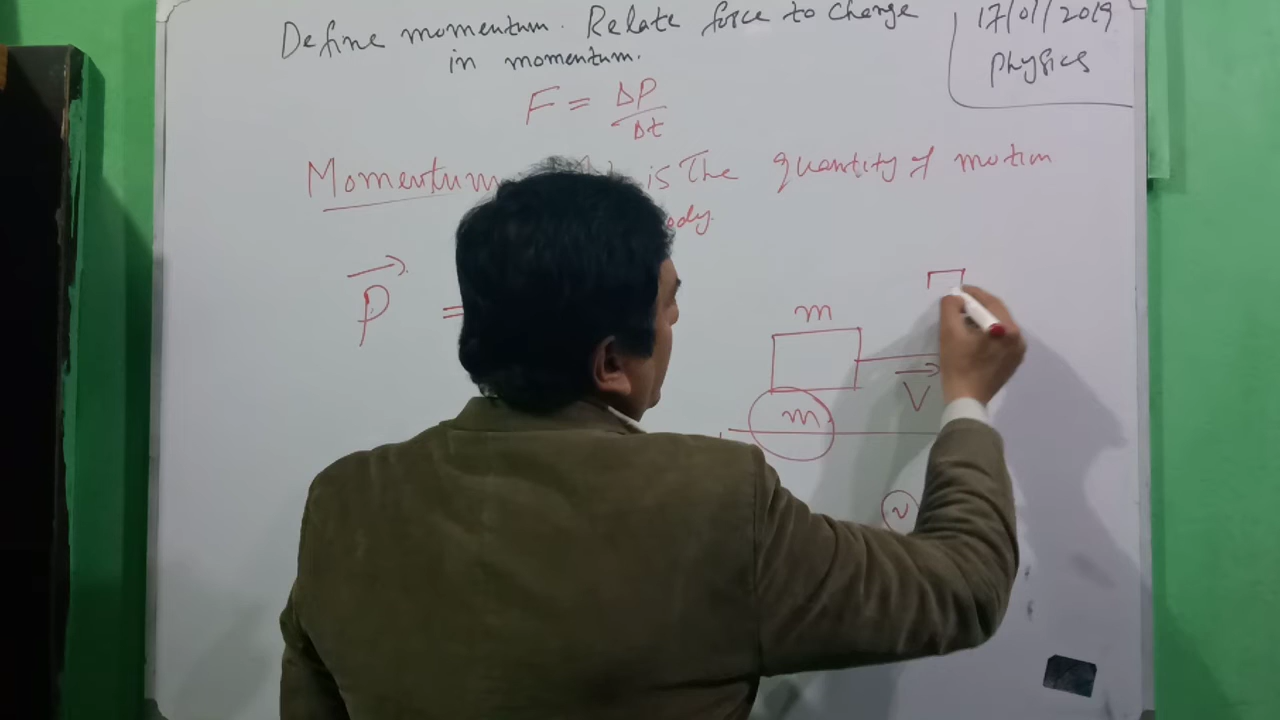 Define momentum. Relate force to change
in momentum.
17/01/2019
physics
F = ΔP/Δt
Momentum is The quantity of motion
ody.
P =
m
V
m
v